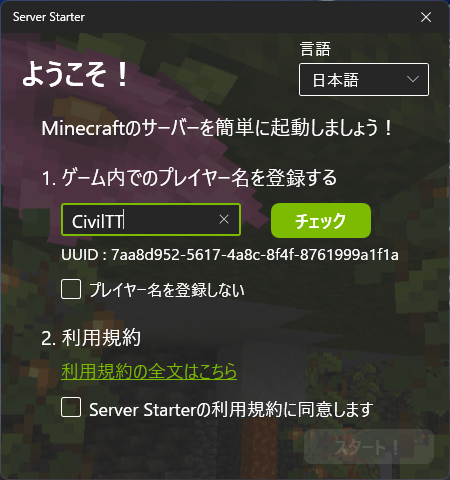 Server Starter
言語
ようこそ！
日本語
Minecraftのサーバーを簡単に起動しましょう！
1. ゲーム内でのプレイヤー名を登録する
CivilTT
チェック
UUID : 7aa8d952-5617-4a8c-8f4f-8761999a1f1a
プレイヤー名を登録しない
2. 利用規約
利用規約の全文はこちら
Server Starterの利用規約に同意します
スタート！